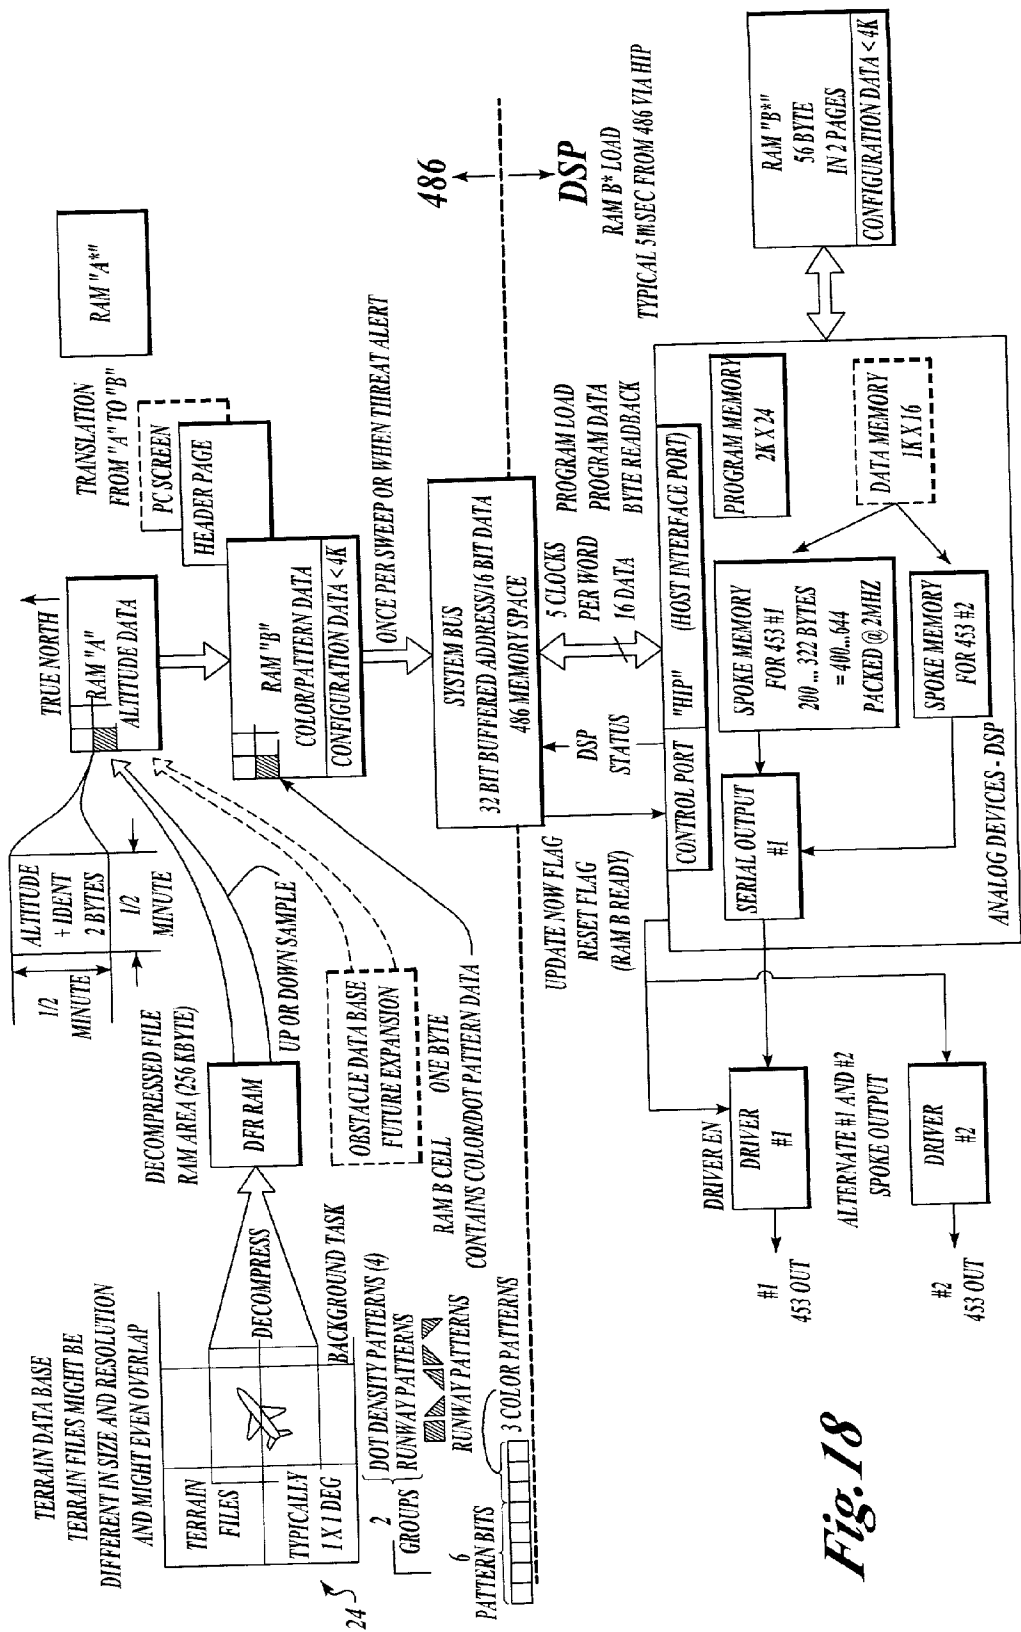 TERRAIN DATA BASE
TERRAIN FILES MIGHT BE
DIFFERENT IN SIZE AND RESOLUTION
AND MIGHT EVEN OVERLAP
TERRAIN
FILES
TYPICALLY
1 X 1 DEG
24
DECOMPRESS
BACKGROUND TASK
DECOMPRESSED FILE
RAM AREA (256 KBYTE)
DFR RAM
UP OR DOWN SAMPLE
OBSTACLE DATA BASE
FUTURE EXPANSION
1/2
MINUTE
ALTITUDE
+ IDENT
2 BYTES
1/2
MINUTE
TRUE NORTH
RAM "A"
ALTITUDE DATA
TRANSLATION
FROM "A" TO "B"
RAM "A*"
PC SCREEN
HEADER PAGE
RAM "B"
COLOR/PATTERN DATA
CONFIGURATION DATA < 4K
ONCE PER SWEEP OR WHEN THREAT ALERT
RAM B CELL ONE BYTE
CONTAINS COLOR/DOT PATTERN DATA
2
GROUPS
DOT DENSITY PATTERNS (4)
RUNWAY PATTERNS
RUNWAY PATTERNS
6
PATTERN BITS
3 COLOR PATTERNS
486
DSP
SYSTEM BUS
32 BIT BUFFERED ADDRESS/16 BIT DATA
486 MEMORY SPACE
UPDATE NOW FLAG
RESET FLAG
(RAM B READY)
DSP
STATUS
5 CLOCKS
PER WORD
16 DATA
PROGRAM LOAD
PROGRAM DATA
BYTE READBACK
RAM B* LOAD
TYPICAL 5 mSEC FROM 486 VIA HIP
CONTROL PORT
"HIP" (HOST INTERFACE PORT)
PROGRAM MEMORY
2K X 24
SERIAL OUTPUT
#1
SPOKE MEMORY
FOR 453 #1
200 ... 322 BYTES
= 400...644
PACKED @ 2MHZ
DATA MEMORY
1K X 16
SPOKE MEMORY
FOR 453 #2
ANALOG DEVICES - DSP
RAM "B*"
56 BYTE
IN 2 PAGES
CONFIGURATION DATA < 4K
DRIVER EN
DRIVER
#1
#1
453 OUT
ALTERNATE #1 AND #2
SPOKE OUTPUT
DRIVER
#2
#2
453 OUT
Fig. 18